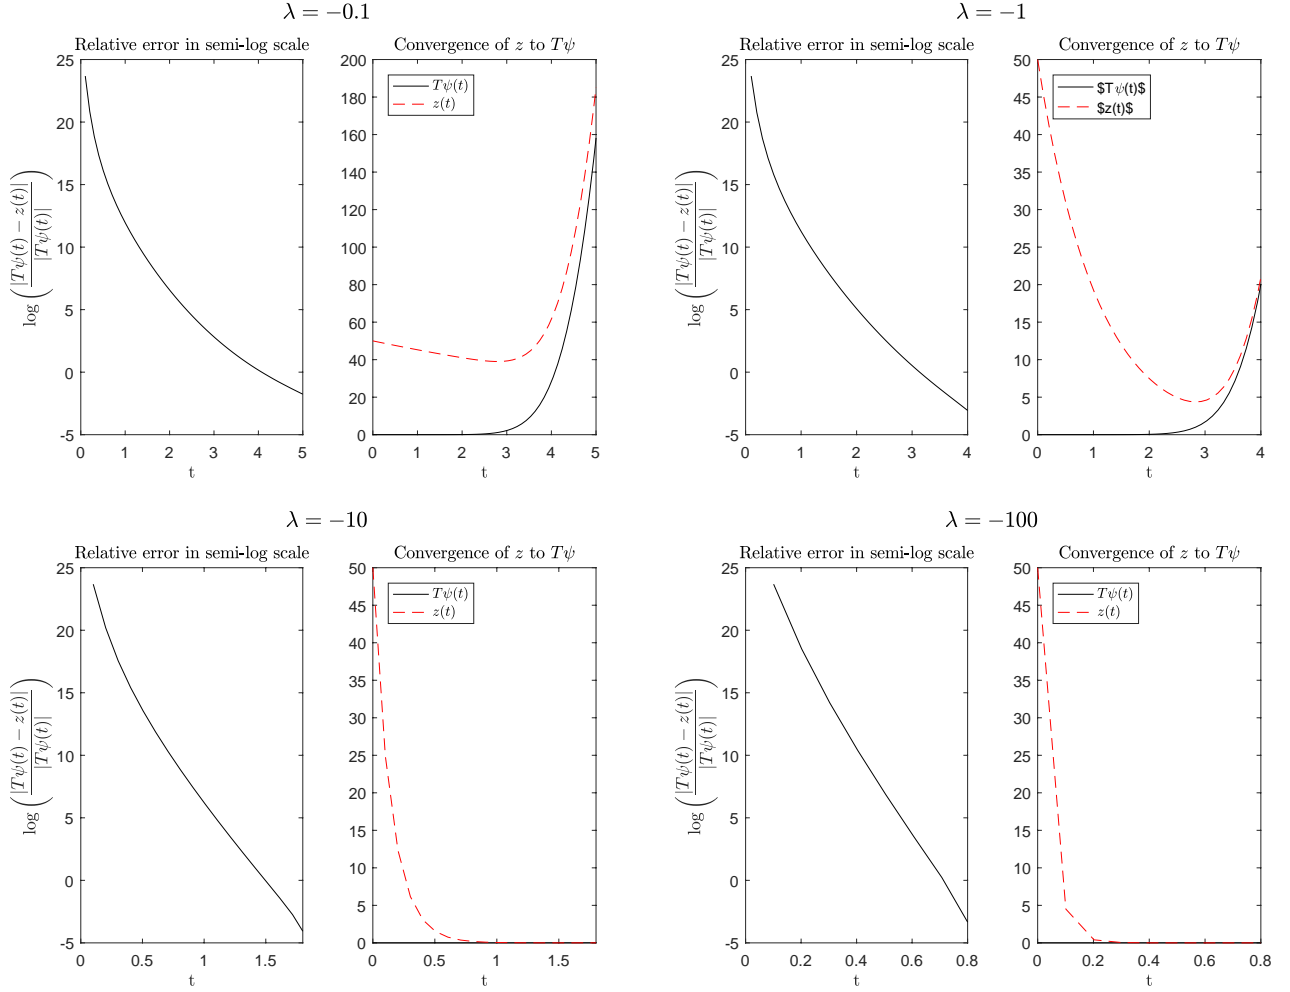 λ = −0.1
Relative error in semi-log scale
25
20
15
10
5
0
-5
0 1 2 3 4 5
t
log ( |Tψ(t) − z(t)| / |Tψ(t)| )
Convergence of z to Tψ
200
180
160
140
120
100
80
60
40
20
0
0 1 2 3 4 5
t
Tψ(t)
z(t)
λ = −1
Relative error in semi-log scale
25
20
15
10
5
0
-5
0 1 2 3 4
t
log ( |Tψ(t) − z(t)| / |Tψ(t)| )
Convergence of z to Tψ
50
45
40
35
30
25
20
15
10
5
0
0 1 2 3 4
t
$Tψ(t)$
$z(t)$
λ = −10
Relative error in semi-log scale
25
20
15
10
5
0
-5
0 0.5 1 1.5
t
log ( |Tψ(t) − z(t)| / |Tψ(t)| )
Convergence of z to Tψ
50
45
40
35
30
25
20
15
10
5
0
0 0.5 1 1.5
t
Tψ(t)
z(t)
λ = −100
Relative error in semi-log scale
25
20
15
10
5
0
-5
0 0.2 0.4 0.6 0.8
t
log ( |Tψ(t) − z(t)| / |Tψ(t)| )
Convergence of z to Tψ
50
45
40
35
30
25
20
15
10
5
0
0 0.2 0.4 0.6 0.8
t
Tψ(t)
z(t)